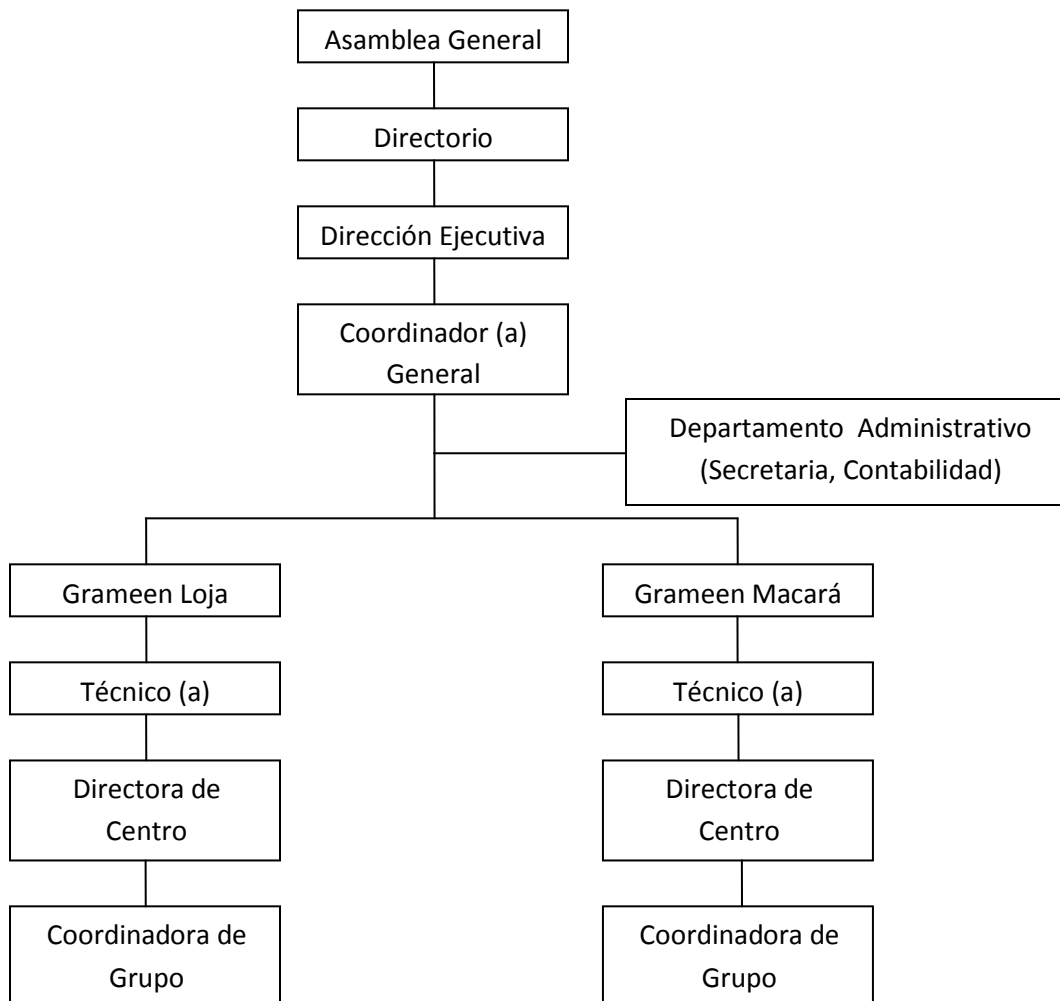 Asamblea General
Directorio
Dirección Ejecutiva
Coordinador (a)
General
Departamento Administrativo
(Secretaria, Contabilidad)
Grameen Loja
Grameen Macará
Técnico (a)
Técnico (a)
Directora de
Centro
Directora de
Centro
Coordinadora de
Grupo
Coordinadora de
Grupo